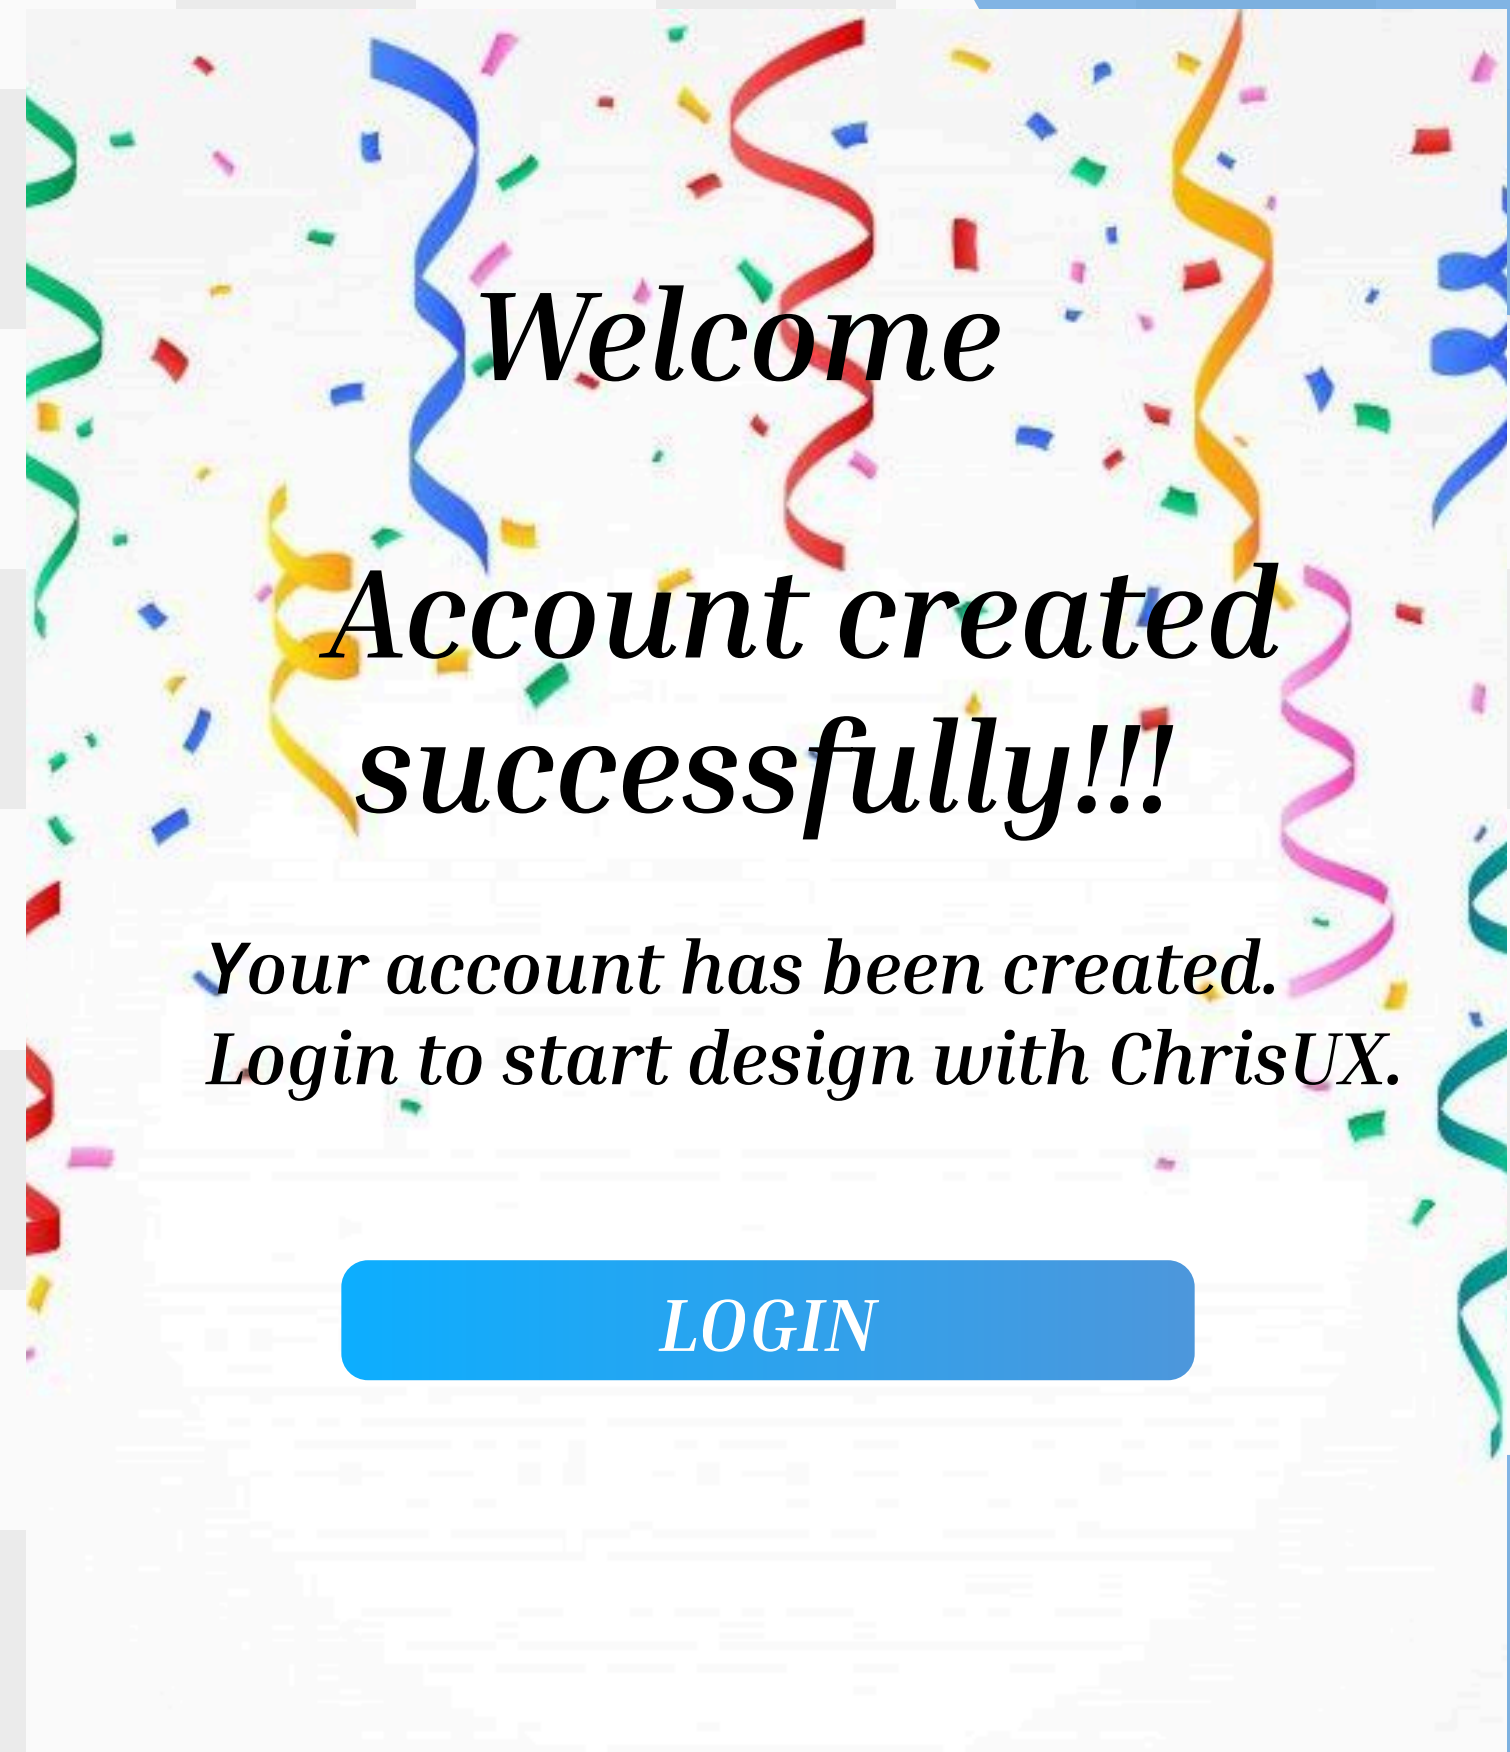 Welcome
Account created
successfully!!!
Your account has been created.
Login to start design with ChrisUX.
LOGIN